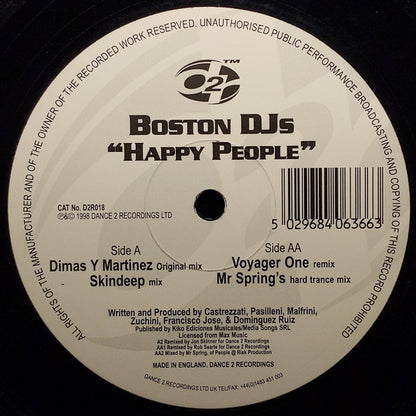 ALL RIGHTS OF THE MANUFACTURER AND OF THE OWNER OF THE RECORDED WORK RESERVED. UNAUTHORISED PUBLIC PERFORMANCE BROADCASTING AND COPYING OF THIS RECORD PROHIBITED
D2
TM
BOSTON DJS
"HAPPY PEOPLE"
CAT No. D2R018
℗&© 1998 DANCE 2 RECORDINGS LTD
5 029684 063663
Side A
Dimas Y Martinez Original mix
Skindeep mix
Side AA
Voyager One remix
Mr Spring's hard trance mix
Written and Produced by Castrezzati, Pasilleni, Malfrini,
Zuchini, Francisco Jose, & Dominguez Ruiz
Published by Kiko Ediciones Musicales/Media Songs SRL
Licensed from Max Music
A2 Remixed by Jon Skinner for Dance 2 Recordings
AA1 Remixed by Rob Searle for Dance 2 Recordings
AA2 Mixed by Mr Spring, of People @ Risk Production
MADE IN ENGLAND. DANCE 2 RECORDINGS
DANCE 2 RECORDINGS LTD UK TEL/FAX: +44(0)1483 451 003